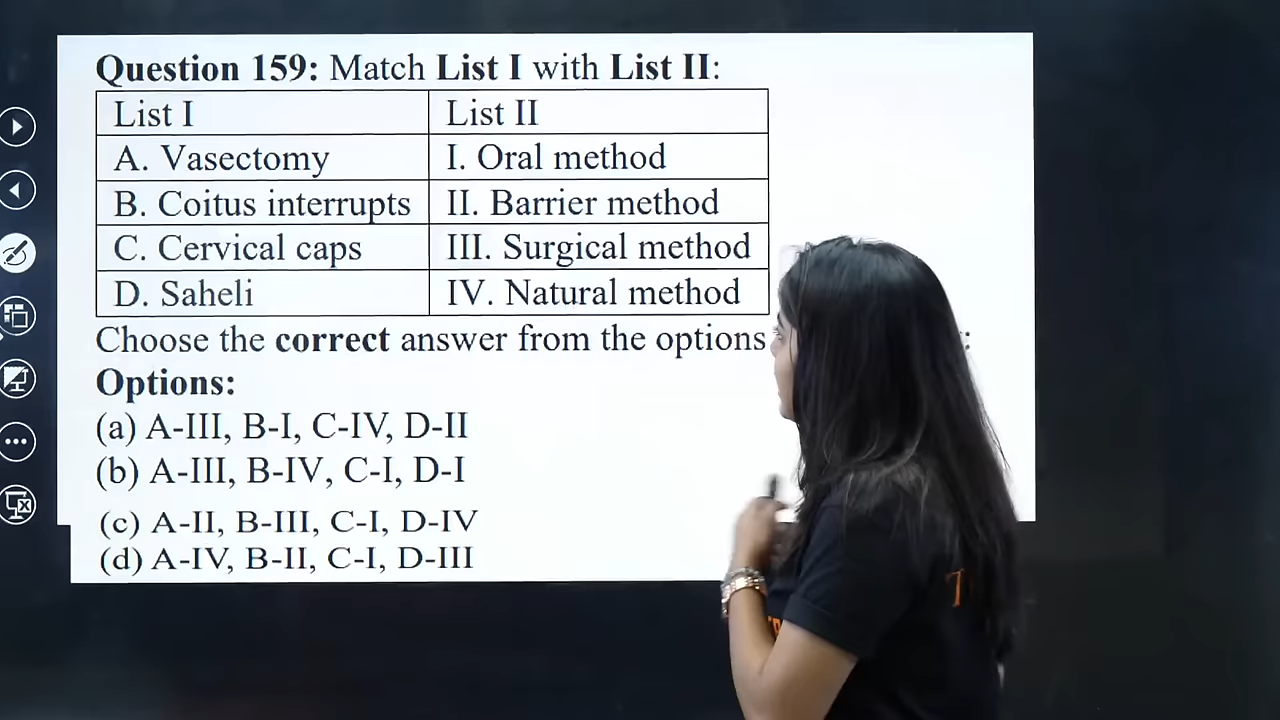 Question 159: Match List I with List II:
List I List II
A. Vasectomy I. Oral method
B. Coitus interrupts II. Barrier method
C. Cervical caps III. Surgical method
D. Saheli IV. Natural method
Choose the correct answer from the options :
Options:
(a) A-III, B-I, C-IV, D-II
(b) A-III, B-IV, C-I, D-I
(c) A-II, B-III, C-I, D-IV
(d) A-IV, B-II, C-I, D-III